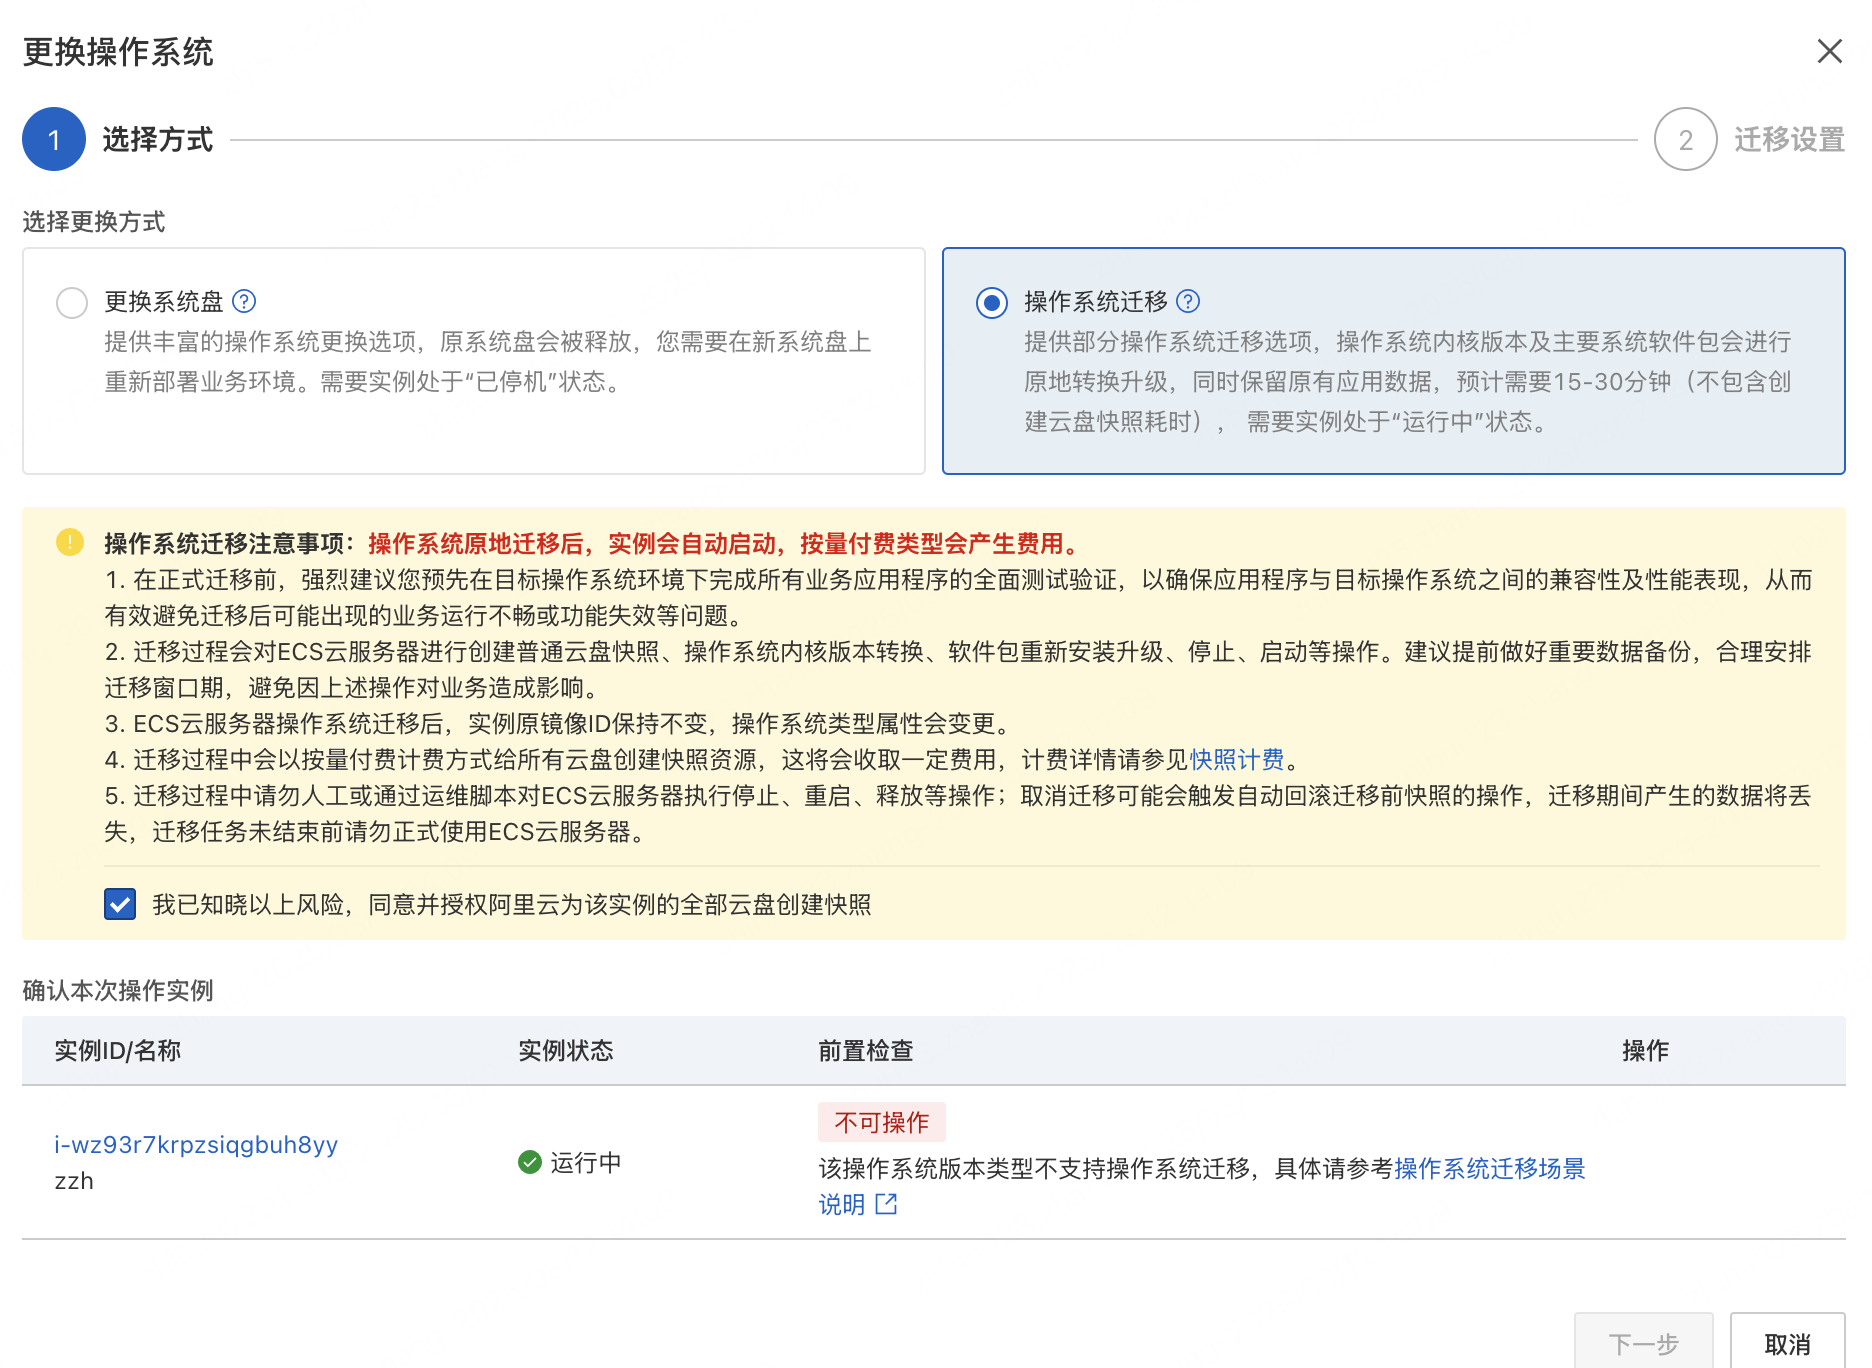 更换操作系统
1 选择方式
2 迁移设置
选择更换方式
更换系统盘 ?
提供丰富的操作系统更换选项，原系统盘会被释放，您需要在新系统盘上
重新部署业务环境。需要实例处于“已停机”状态。
操作系统迁移 ?
提供部分操作系统迁移选项，操作系统内核版本及主要系统软件包会进行
原地转换升级，同时保留原有应用数据，预计需要15-30分钟（不包含创
建云盘快照耗时）， 需要实例处于“运行中”状态。
操作系统迁移注意事项：操作系统原地迁移后，实例会自动启动，按量付费类型会产生费用。
1. 在正式迁移前，强烈建议您预先在目标操作系统环境下完成所有业务应用程序的全面测试验证，以确保应用程序与目标操作系统之间的兼容性及性能表现，从而
有效避免迁移后可能出现的业务运行不畅或功能失效等问题。
2. 迁移过程会对ECS云服务器进行创建普通云盘快照、操作系统内核版本转换、软件包重新安装升级、停止、启动等操作。建议提前做好重要数据备份，合理安排
迁移窗口期，避免因上述操作对业务造成影响。
3. ECS云服务器操作系统迁移后，实例原镜像ID保持不变，操作系统类型属性会变更。
4. 迁移过程中会以按量付费计费方式给所有云盘创建快照资源，这将会收取一定费用，计费详情请参见快照计费。
5. 迁移过程中请勿人工或通过运维脚本对ECS云服务器执行停止、重启、释放等操作；取消迁移可能会触发自动回滚迁移前快照的操作，迁移期间产生的数据将丢
失，迁移任务未结束前请勿正式使用ECS云服务器。
我已知晓以上风险，同意并授权阿里云为该实例的全部云盘创建快照
确认本次操作实例
实例ID/名称 实例状态 前置检查 操作
i-wz93r7krpzsiqgbuh8yy
zzh
运行中
不可操作
该操作系统版本类型不支持操作系统迁移，具体请参考操作系统迁移场景
说明
下一步 取消